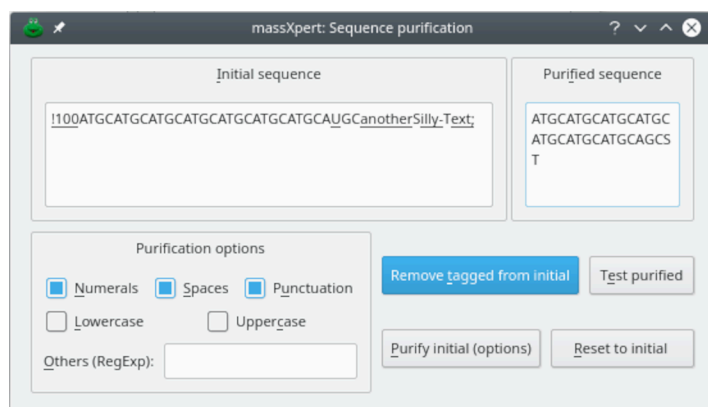 massXpert: Sequence purification
Initial sequence
!100ATGCATGCATGCATGCATGCATGCATGCAUGCanotherSilly-Text;
Purified sequence
ATGCATGCATGCATGC
ATGCATGCATGCAGCS
T
Purification options
Numerals Spaces Punctuation
Lowercase Uppercase
Others (RegExp):
Remove tagged from initial Test purified
Purify initial (options) Reset to initial